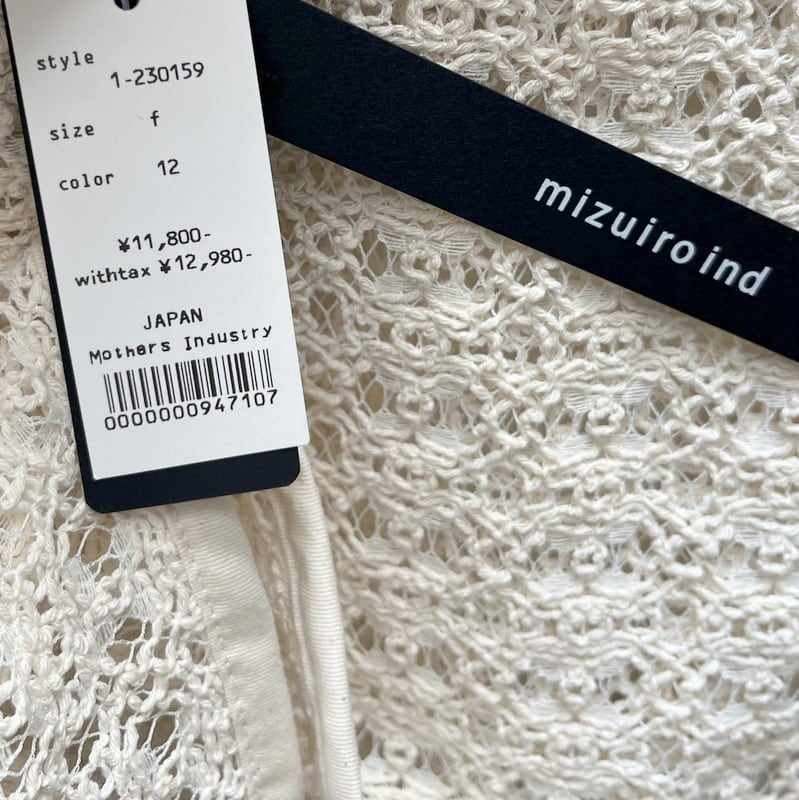 style 1-230159
size f
color 12
¥11,800-
withtax ¥12,980-
JAPAN
Mothers Industry
0000000947107
mizuiro ind